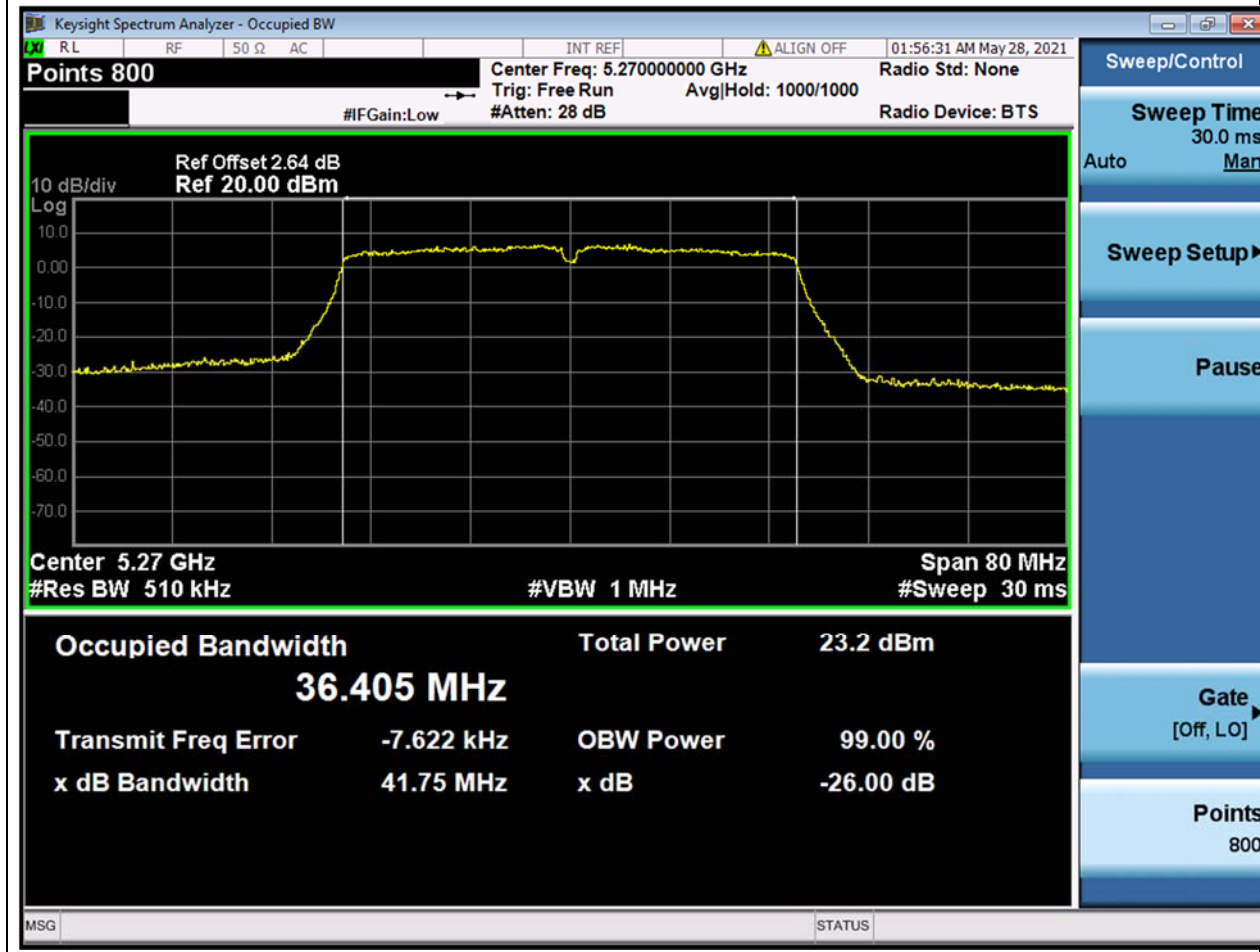 Keysight Spectrum Analyzer - Occupied BW
LXI RL RF 50 Ω AC INT REF ALIGN OFF 01:56:31 AM May 28, 2021
Points 800
Center Freq: 5.270000000 GHz Radio Std: None
Trig: Free Run Avg|Hold: 1000/1000
#IFGain:Low #Atten: 28 dB Radio Device: BTS
Ref Offset 2.64 dB
10 dB/div Ref 20.00 dBm
Log
10.0
0.00
-10.0
-20.0
-30.0
-40.0
-50.0
-60.0
-70.0
Center 5.27 GHz Span 80 MHz
#Res BW 510 kHz #VBW 1 MHz #Sweep 30 ms
Occupied Bandwidth Total Power 23.2 dBm
36.405 MHz
Transmit Freq Error -7.622 kHz OBW Power 99.00 %
x dB Bandwidth 41.75 MHz x dB -26.00 dB
MSG STATUS
Sweep/Control
Sweep Time
30.0 ms
Auto Man
Sweep Setup
Pause
Gate
[Off, LO]
Points
800